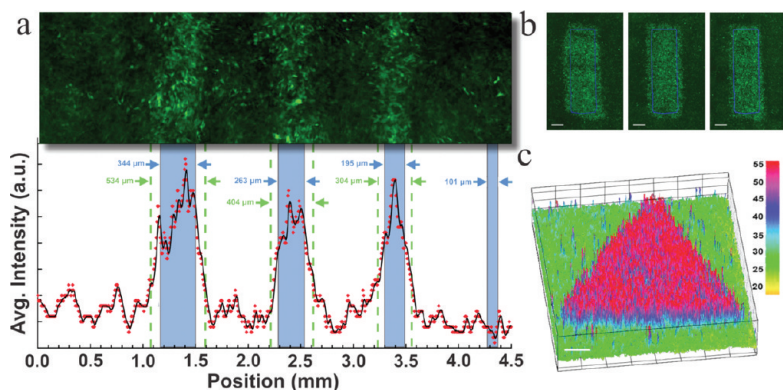 a
344 µm
534 µm
263 µm
404 µm
195 µm
304 µm
101 µm
Avg. Intensity (a.u.)
0.0 0.5 1.0 1.5 2.0 2.5 3.0 3.5 4.0 4.5
Position (mm)
b
c
55
50
45
40
35
30
25
20